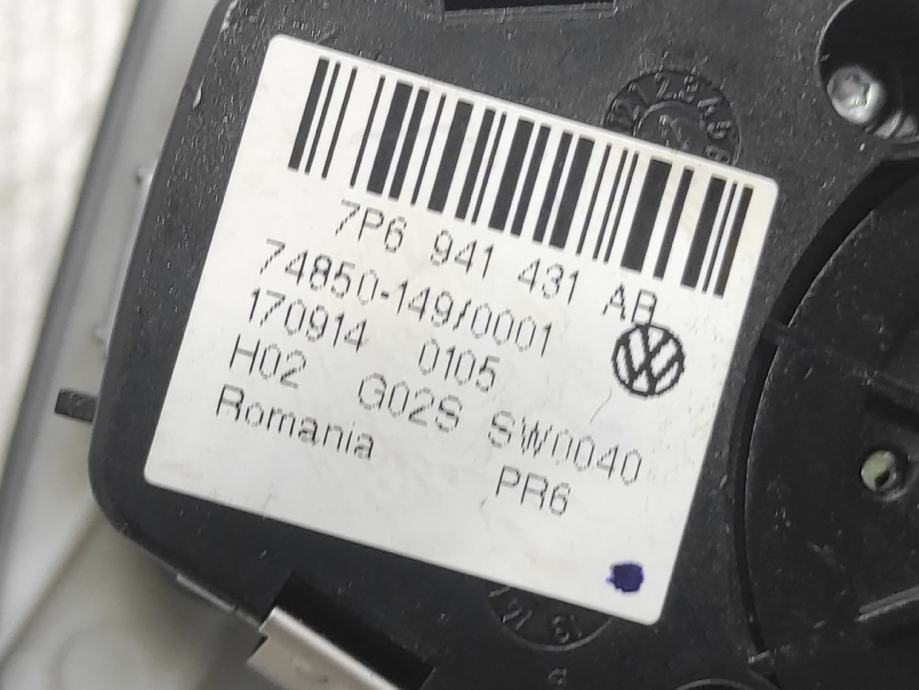 7P6 941 431 AB
74850-149/0001
170914 0105
H02 G02S SW0040
Romania PR6